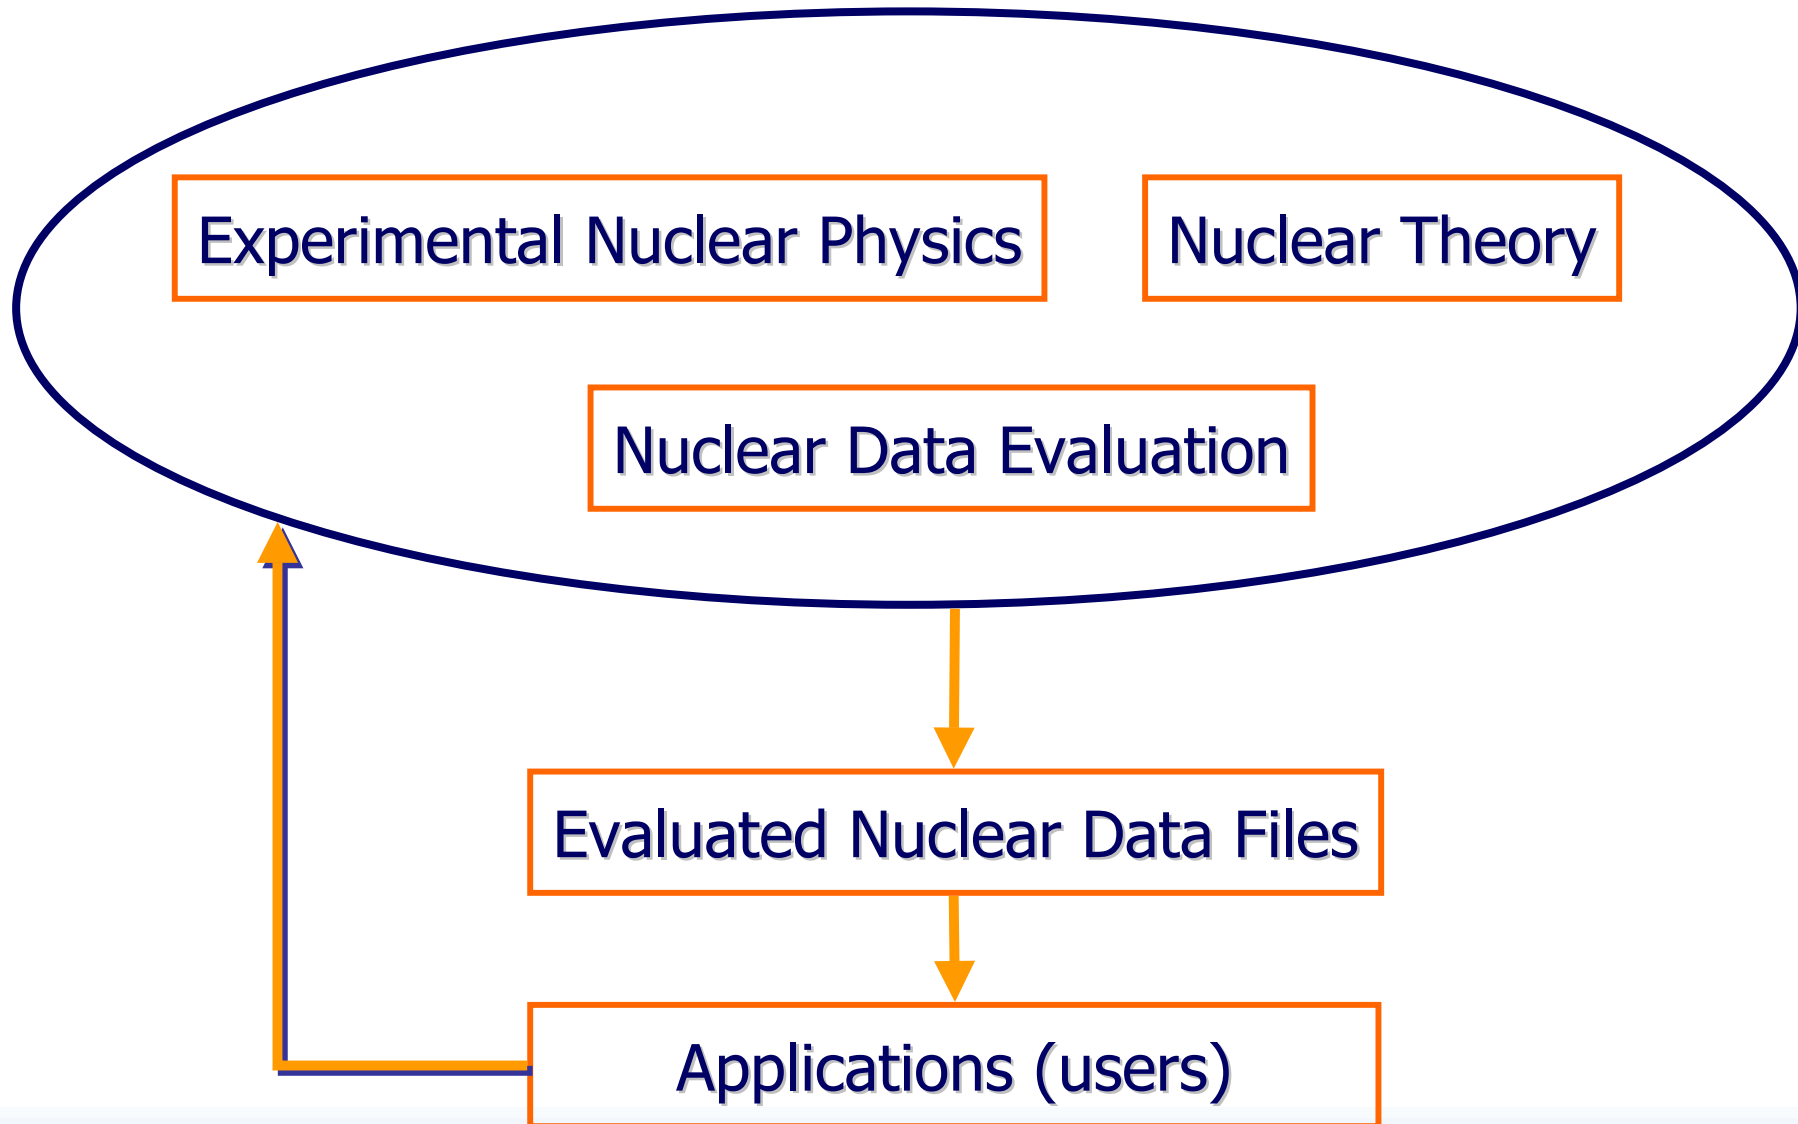 Experimental Nuclear Physics
Nuclear Theory
Nuclear Data Evaluation
Evaluated Nuclear Data Files
Applications (users)